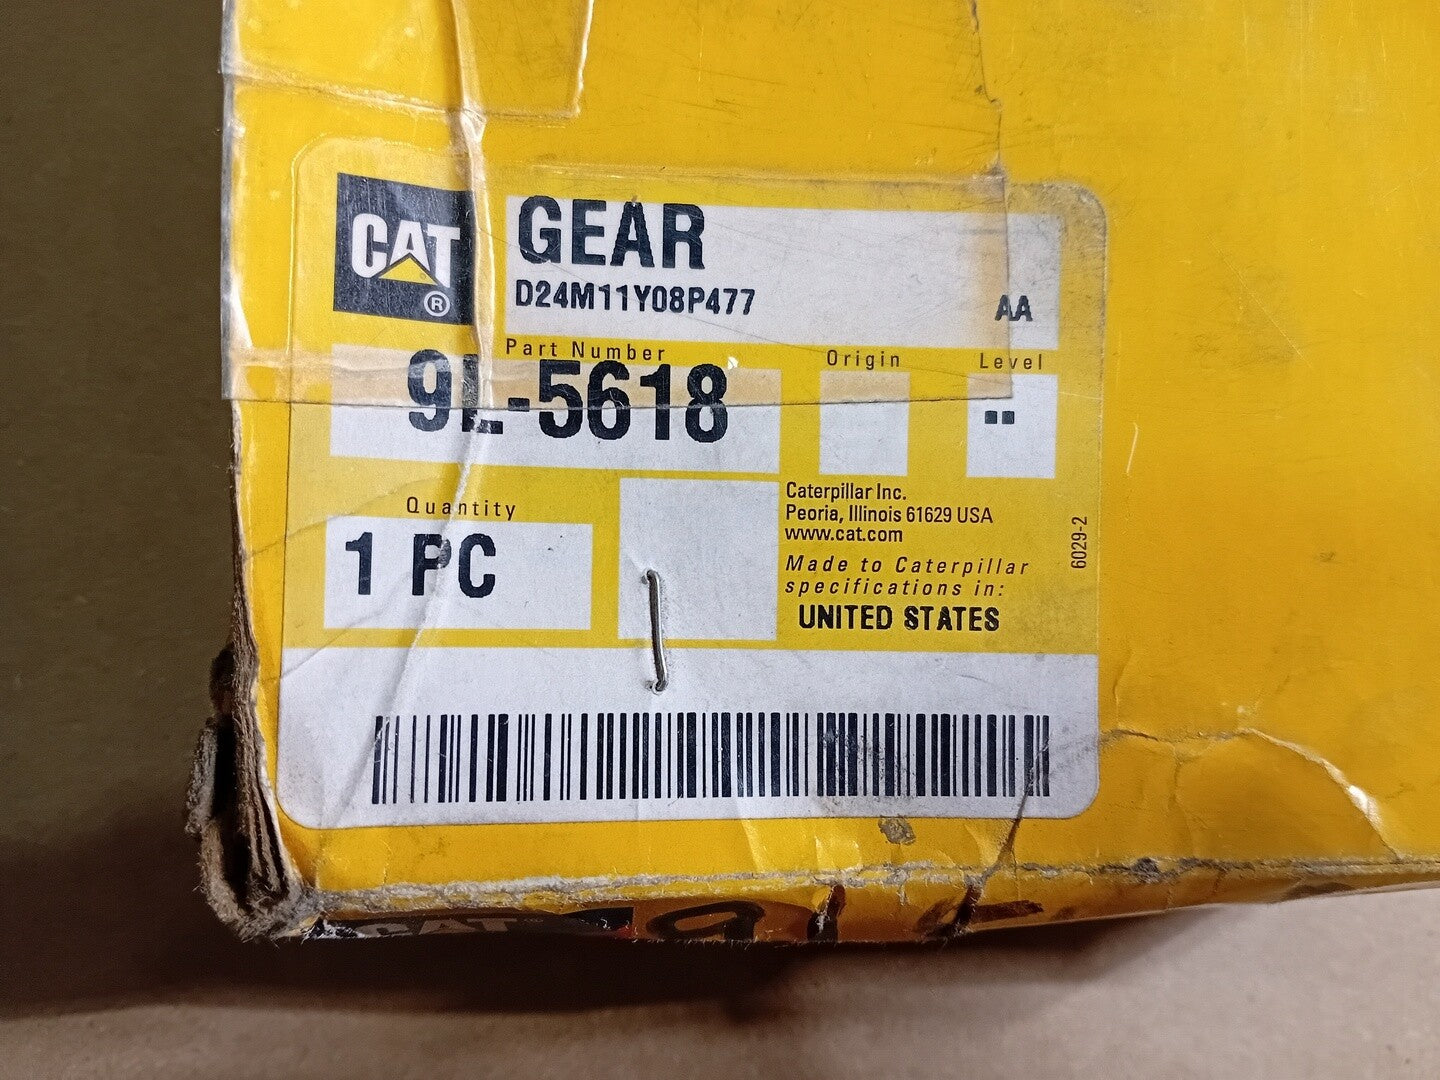 CAT®
GEAR
D24M11Y08P477
AA
Part Number
Origin
Level
9L-5618
--
Quantity
1 PC
Caterpillar Inc.
Peoria, Illinois 61629 USA
www.cat.com
Made to Caterpillar
specifications in:
UNITED STATES
6029-2
CAT